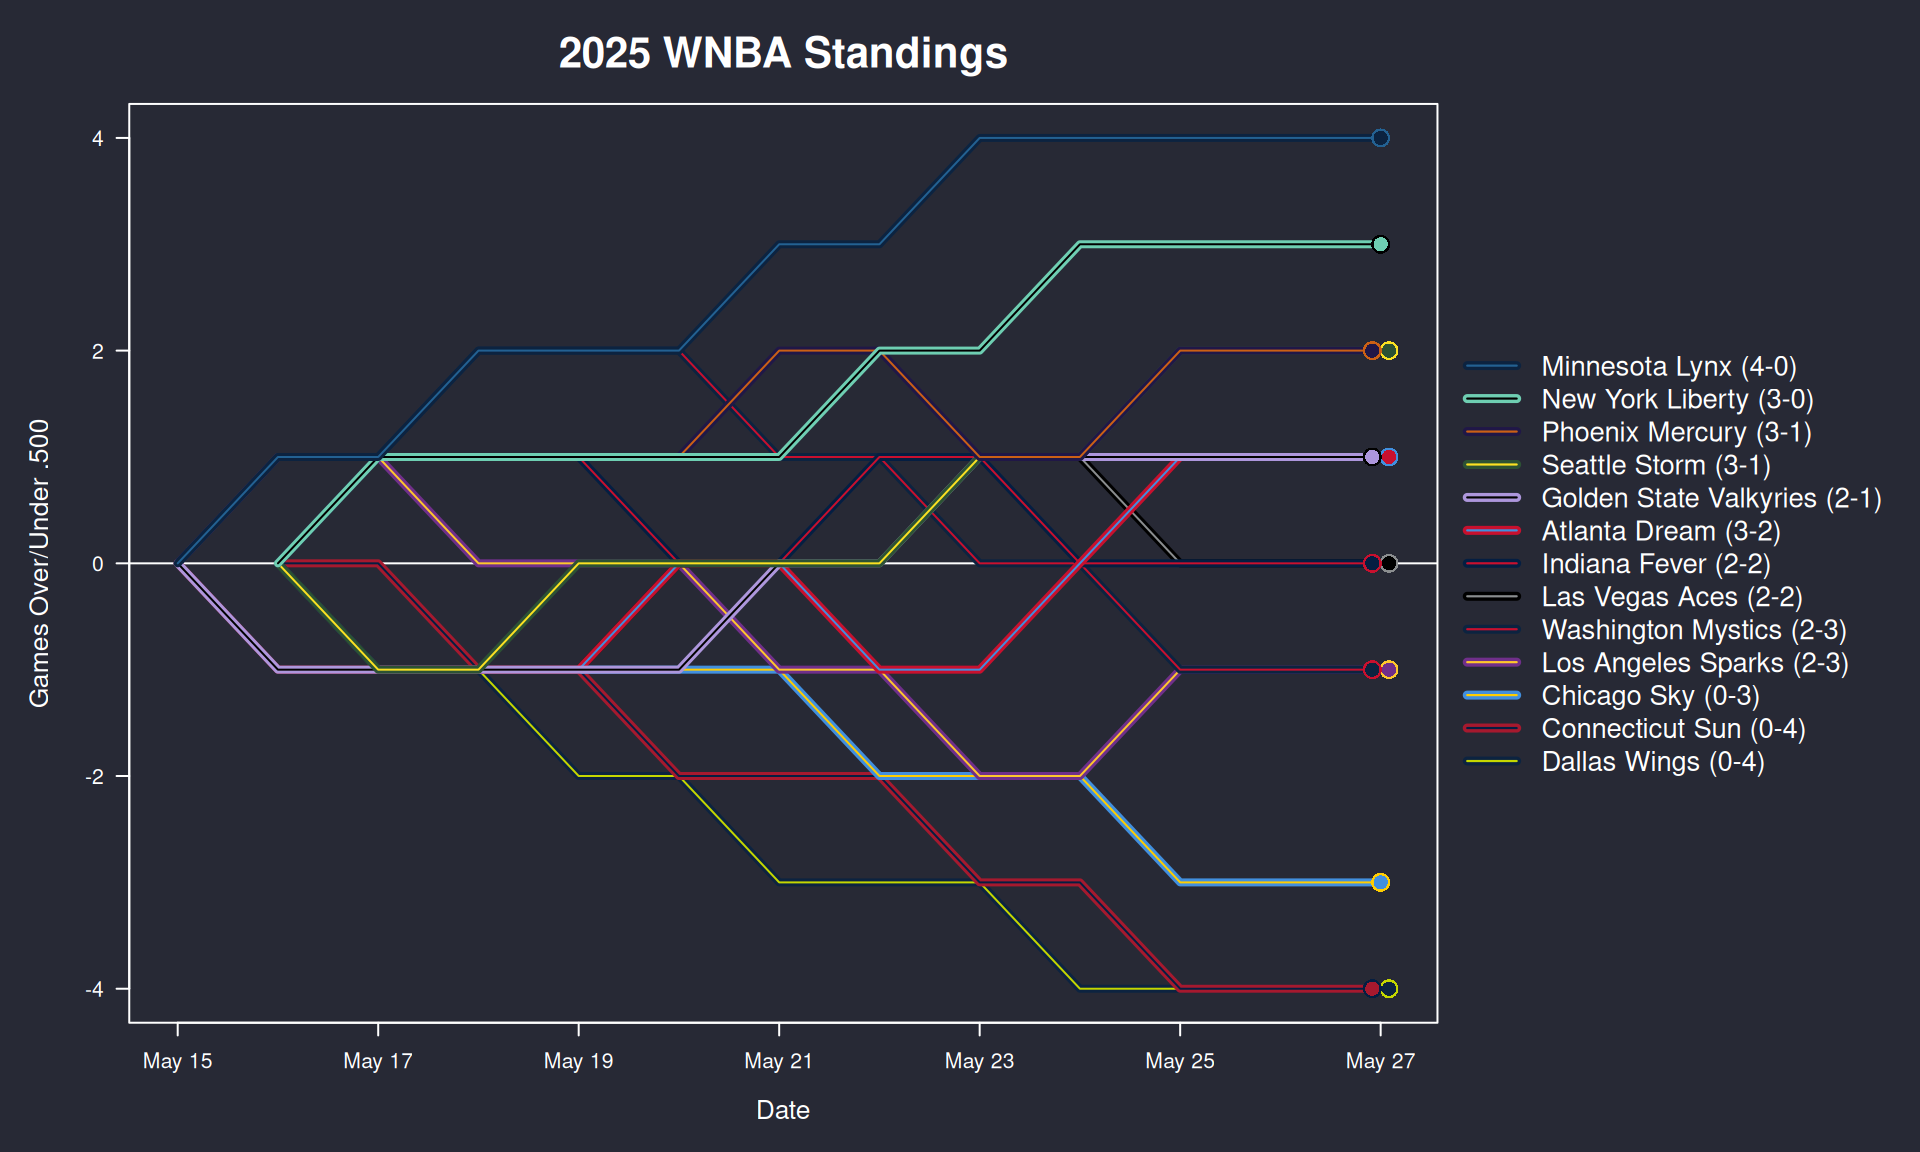 2025 WNBA Standings
4
2
0
-2
-4
Games Over/Under .500
May 15
May 17
May 19
May 21
May 23
May 25
May 27
Date
Minnesota Lynx (4-0)
New York Liberty (3-0)
Phoenix Mercury (3-1)
Seattle Storm (3-1)
Golden State Valkyries (2-1)
Atlanta Dream (3-2)
Indiana Fever (2-2)
Las Vegas Aces (2-2)
Washington Mystics (2-3)
Los Angeles Sparks (2-3)
Chicago Sky (0-3)
Connecticut Sun (0-4)
Dallas Wings (0-4)